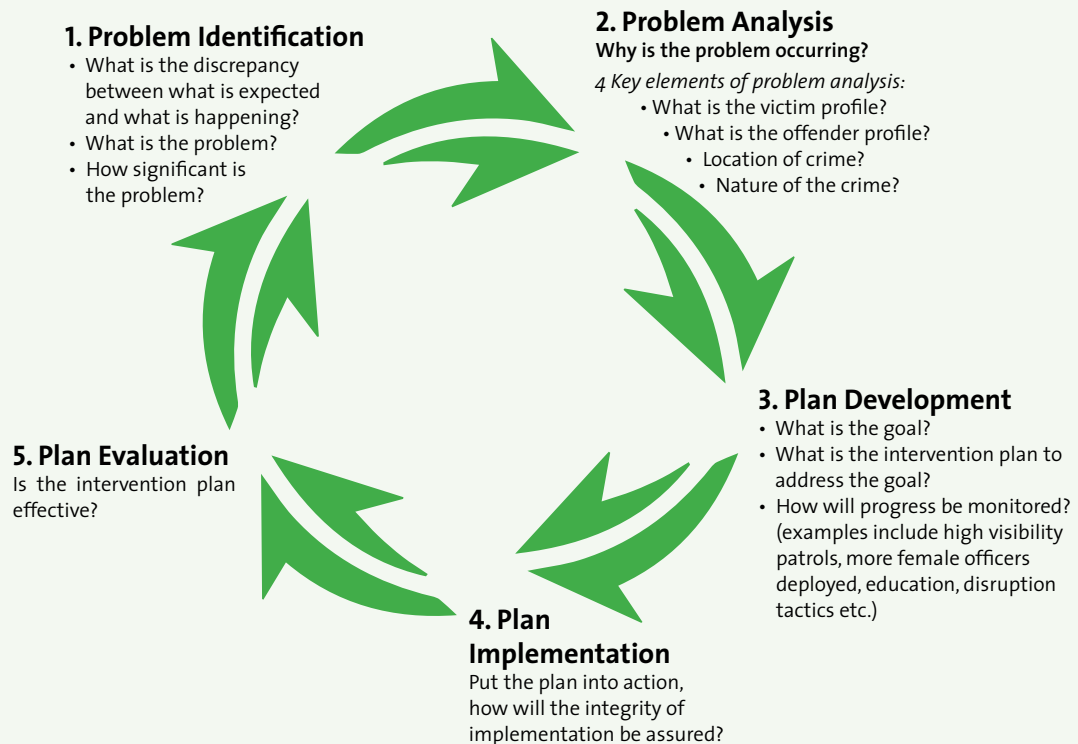 1. Problem Identification
• What is the discrepancy
between what is expected
and what is happening?
• What is the problem?
• How significant is
the problem?
2. Problem Analysis
Why is the problem occurring?
4 Key elements of problem analysis:
• What is the victim profile?
• What is the offender profile?
• Location of crime?
• Nature of the crime?
3. Plan Development
• What is the goal?
• What is the intervention plan to
address the goal?
• How will progress be monitored?
(examples include high visibility
patrols, more female officers
deployed, education, disruption
tactics etc.)
4. Plan
Implementation
Put the plan into action,
how will the integrity of
implementation be assured?
5. Plan Evaluation
Is the intervention plan
effective?